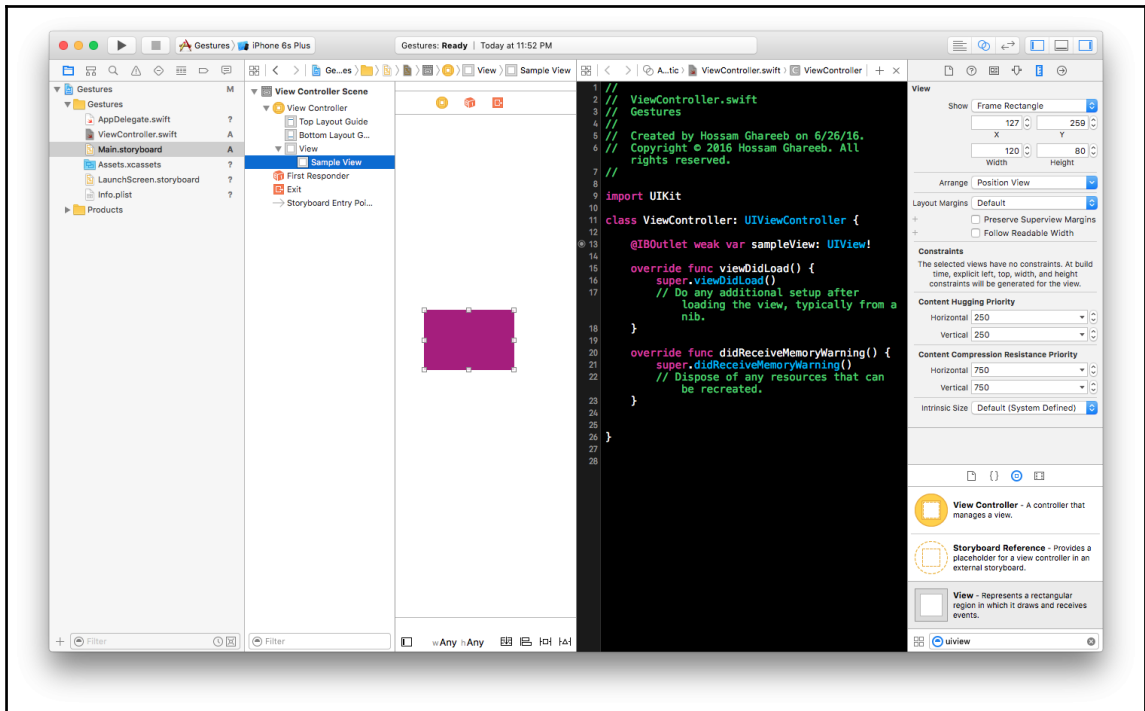 Gestures iPhone 6s Plus
Gestures: Ready | Today at 11:52 PM
Ge...es View Sample View
A...tic ViewController.swift ViewController
Gestures M
Gestures
AppDelegate.swift ?
ViewController.swift A
Main.storyboard A
Assets.xcassets ?
LaunchScreen.storyboard ?
Info.plist ?
Products
Filter
View Controller Scene
View Controller
Top Layout Guide
Bottom Layout G...
View
Sample View
First Responder
Exit
Storyboard Entry Poi...
Filter
wAny hAny
1 //
2 // ViewController.swift
3 // Gestures
4 //
5 // Created by Hossam Ghareeb on 6/26/16.
6 // Copyright © 2016 Hossam Ghareeb. All
rights reserved.
7 //
8
9 import UIKit
10
11 class ViewController: UIViewController {
12
13 @IBOutlet weak var sampleView: UIView!
14
15 override func viewDidLoad() {
16 super.viewDidLoad()
17 // Do any additional setup after
loading the view, typically from a
nib.
18 }
19
20 override func didReceiveMemoryWarning() {
21 super.didReceiveMemoryWarning()
22 // Dispose of any resources that can
be recreated.
23 }
24
25
26 }
27
28
View
Show Frame Rectangle
127 259
X Y
120 80
Width Height
Arrange Position View
Layout Margins Default
+ Preserve Superview Margins
+ Follow Readable Width
Constraints
The selected views have no constraints. At build
time, explicit left, top, width, and height
constraints will be generated for the view.
Content Hugging Priority
Horizontal 250
Vertical 250
Content Compression Resistance Priority
Horizontal 750
Vertical 750
Intrinsic Size Default (System Defined)
View Controller - A controller that
manages a view.
Storyboard Reference - Provides a
placeholder for a view controller in an
external storyboard.
View - Represents a rectangular
region in which it draws and receives
events.
uiview